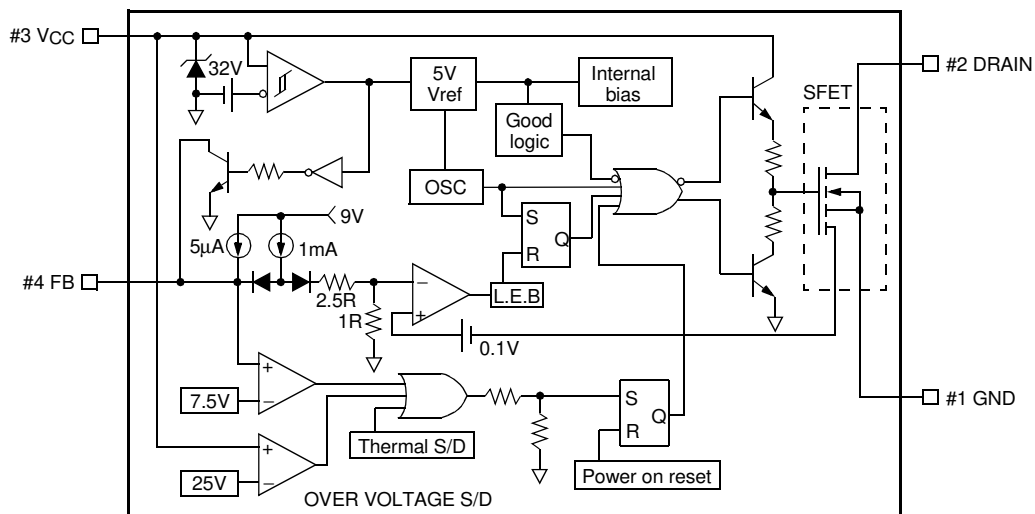 #3 VCC
32V
5V
Vref
Internal
bias
#2 DRAIN
SFET
Good
logic
OSC
9V
5μA
1mA
S
R
Q
#4 FB
2.5R
1R
−
+
L.E.B
0.1V
+
−
7.5V
S
R
Q
#1 GND
Thermal S/D
+
−
25V
Power on reset
OVER VOLTAGE S/D